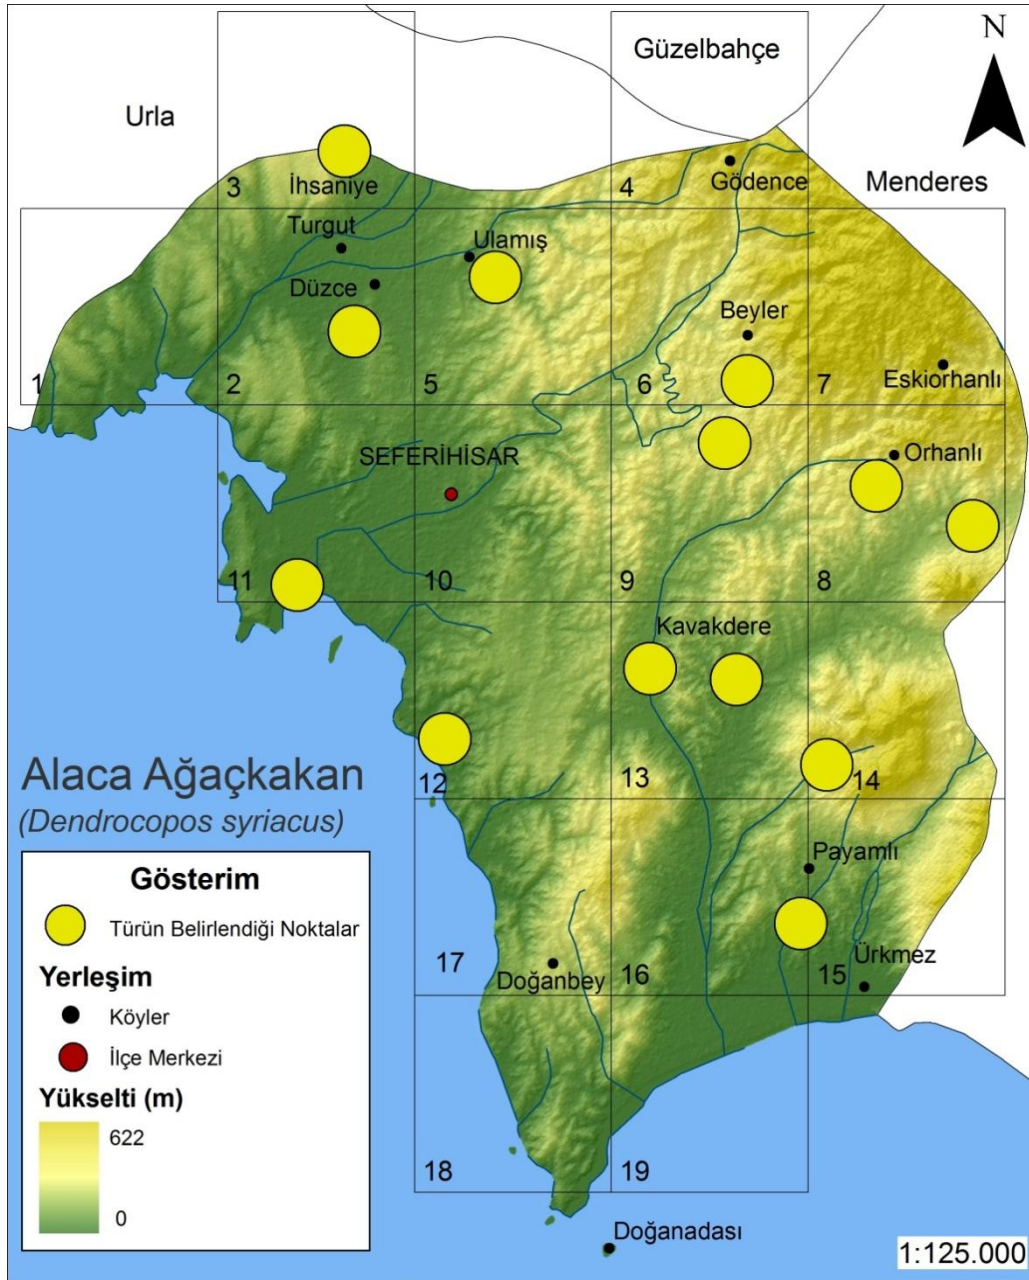 N
Güzelbahçe
Urla
Menderes
3
İhsaniye
4
Gödence
Turgut
Ulamış
Düzce
Beyler
1
2
5
6
7
Eskiorhanlı
SEFERİHİSAR
Orhanlı
11
10
9
8
Kavakdere
Alaca Ağaçkakan
(Dendrocopos syriacus)
12
13
14
Payamlı
Gösterim
Türün Belirlendiği Noktalar
Yerleşim
Köyler
İlçe Merkezi
Yükselti (m)
622
0
17
Doğanbey
16
15
Ürkmez
18
19
Doğanadası
1:125.000